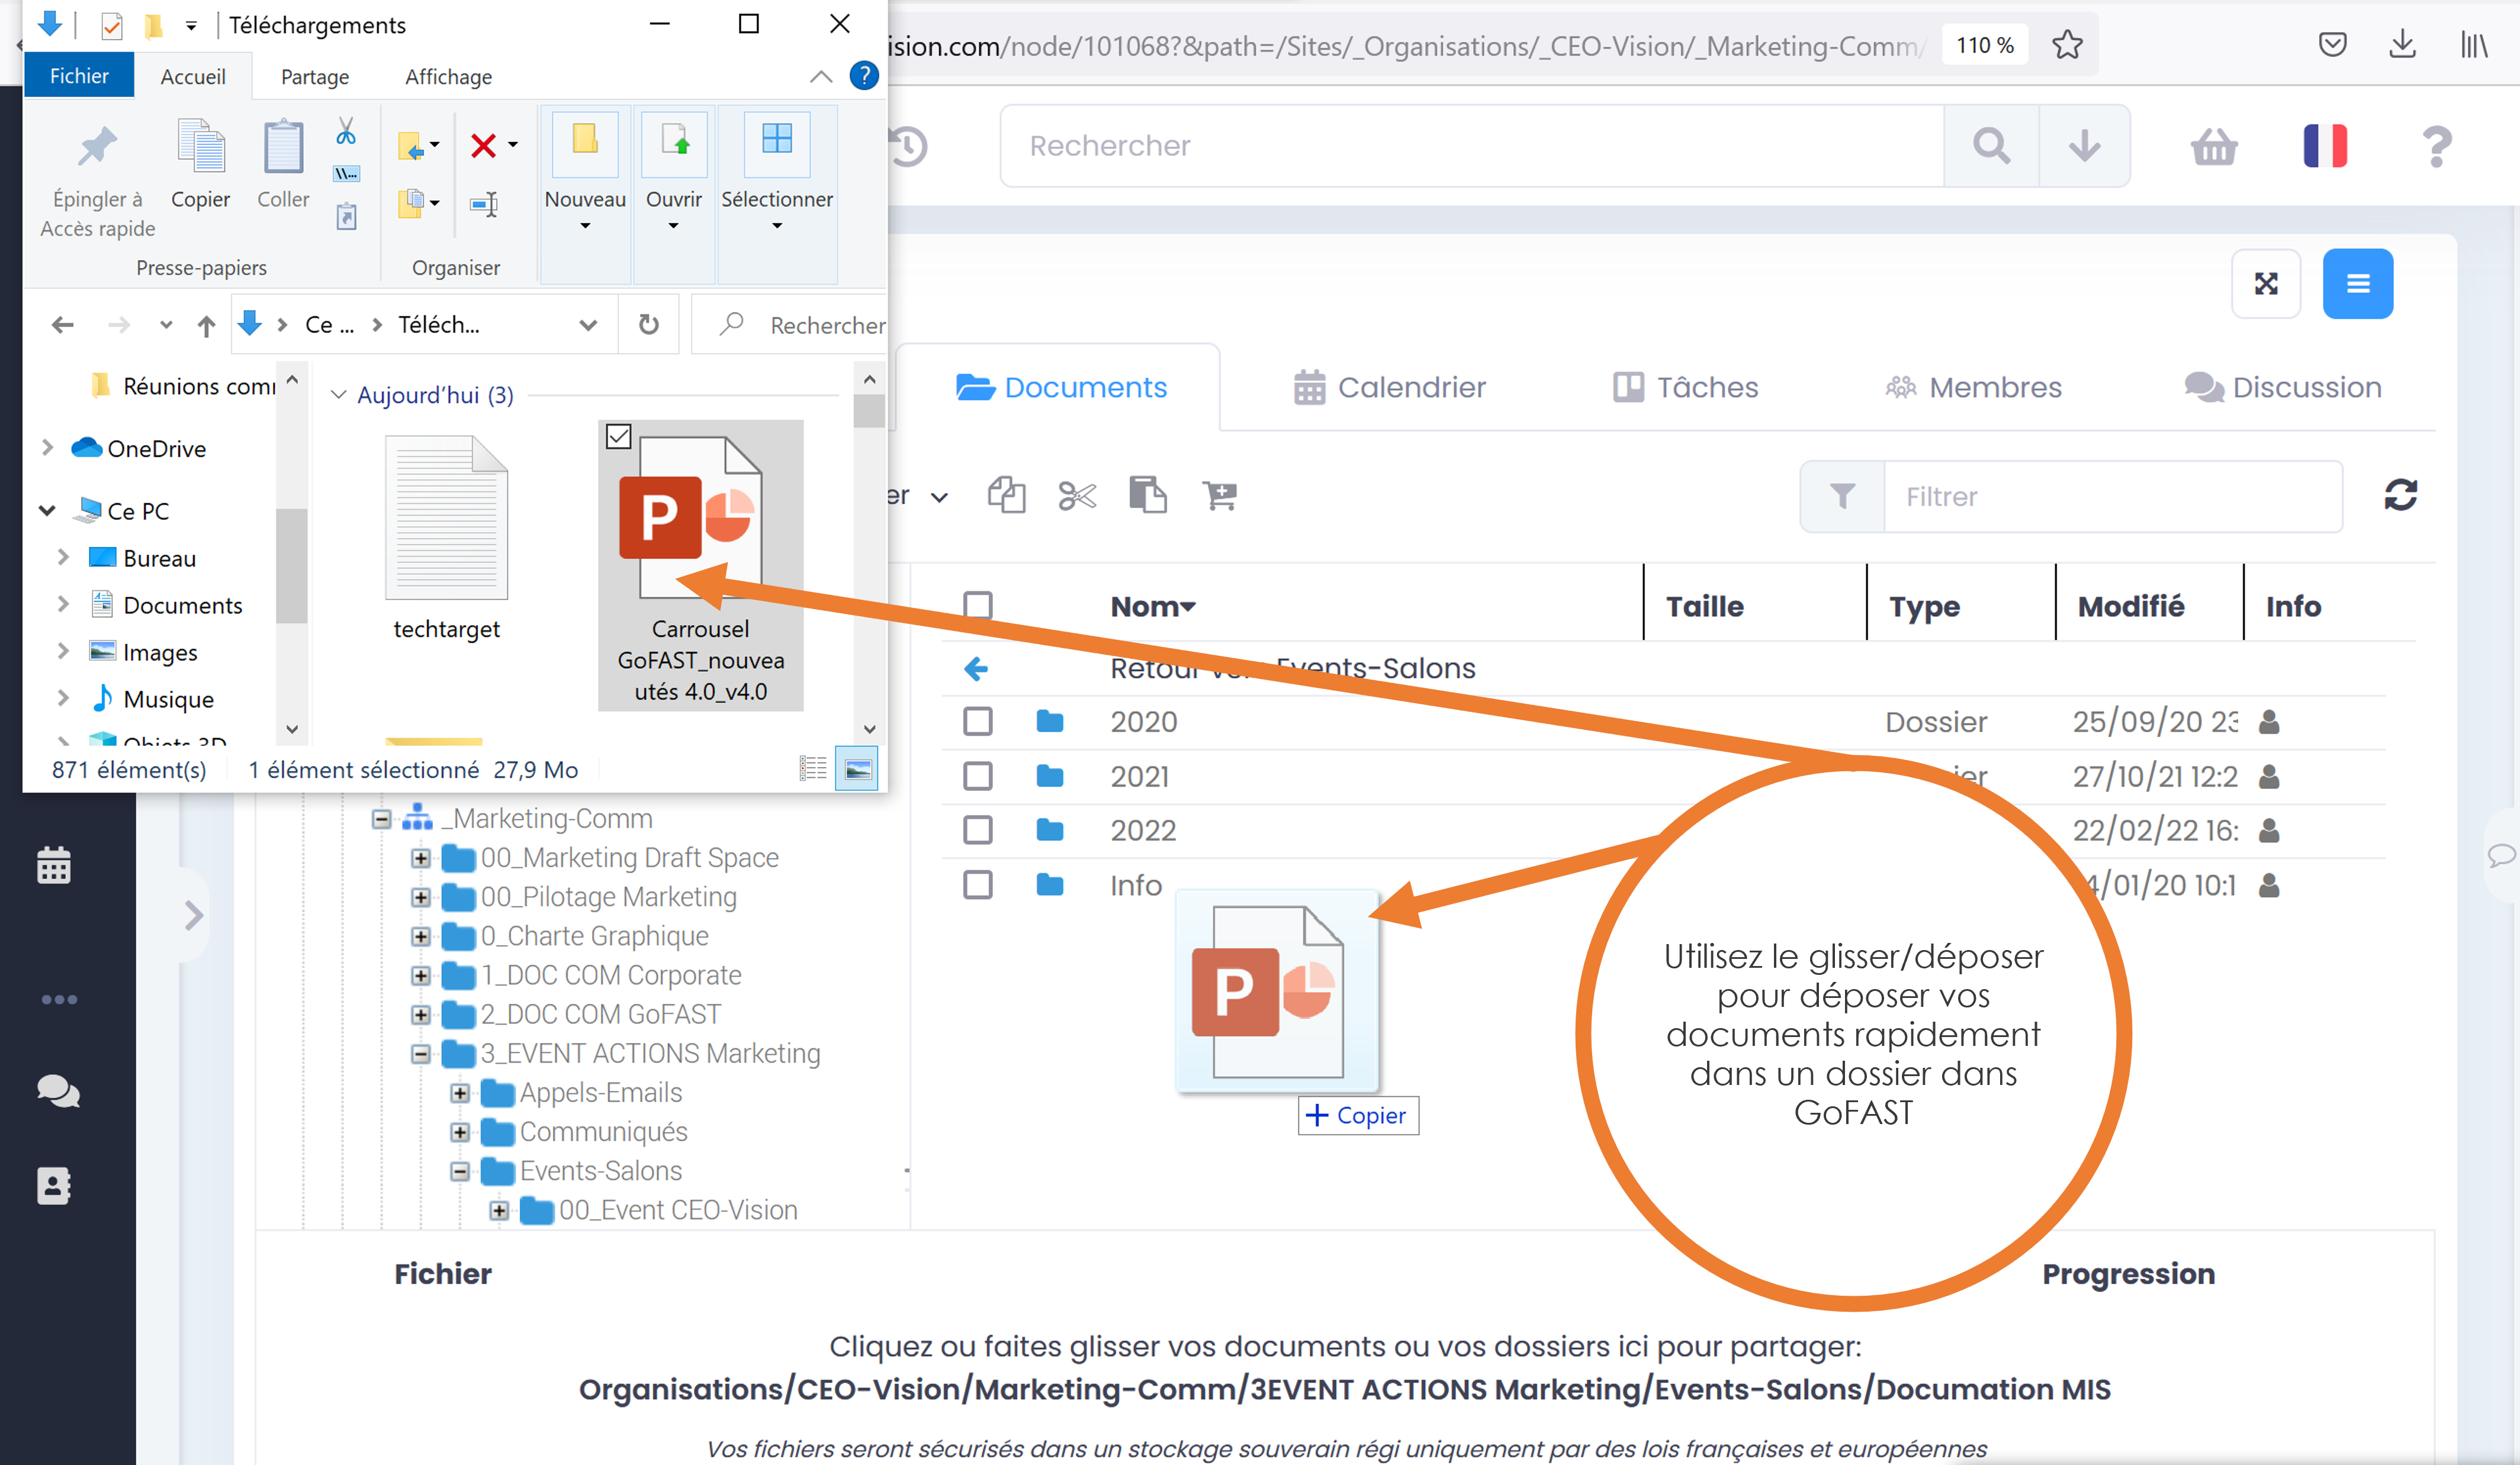 Téléchargements
Fichier Accueil Partage Affichage
?
Épingler à
Accès rapide
Copier
Coller
Nouveau
Ouvrir
Sélectionner
Presse-papiers
Organiser
Ce ... Téléch... Rechercher
Réunions com
OneDrive
Ce PC
Bureau
Documents
Images
Musique
Objets 3D
Aujourd'hui (3)
techtarget
P
Carrousel
GoFAST_nouvea
utés 4.0_v4.0
871 élément(s) 1 élément sélectionné 27,9 Mo
ision.com/node/101068?&path=/Sites/_Organisations/_CEO-Vision/_Marketing-Comm/ 110 %
Rechercher
?
Documents Calendrier Tâches Membres Discussion
er
Filtrer
Nom Taille Type Modifié Info
Retour Events-Salons
2020 Dossier 25/09/20 23
2021 ier 27/10/21 12:2
2022 22/02/22 16:
Info 4/01/20 10:1
P
+ Copier
Utilisez le glisser/déposer
pour déposer vos
documents rapidement
dans un dossier dans
GoFAST
_Marketing-Comm
00_Marketing Draft Space
00_Pilotage Marketing
0_Charte Graphique
1_DOC COM Corporate
2_DOC COM GoFAST
3_EVENT ACTIONS Marketing
Appels-Emails
Communiqués
Events-Salons
00_Event CEO-Vision
Fichier Progression
Cliquez ou faites glisser vos documents ou vos dossiers ici pour partager:
Organisations/CEO-Vision/Marketing-Comm/3EVENT ACTIONS Marketing/Events-Salons/Documation MIS
Vos fichiers seront sécurisés dans un stockage souverain régi uniquement par des lois françaises et européennes